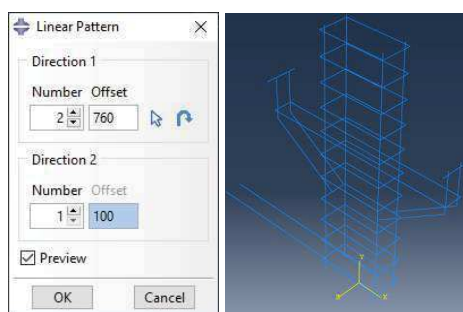 Linear Pattern
Direction 1
Number Offset
2 760
Direction 2
Number Offset
1 100
Preview
OK Cancel
Y
X